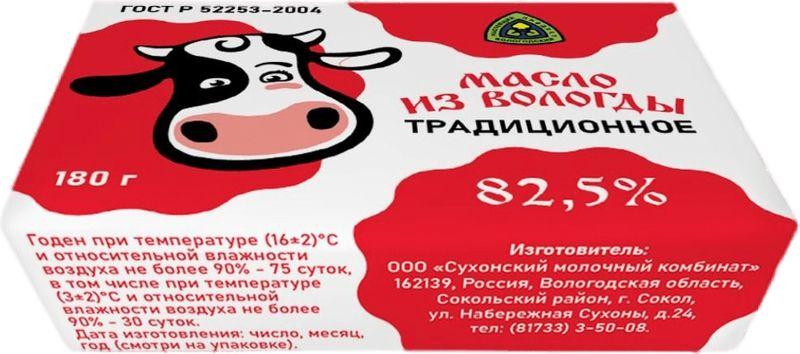 ГОСТ Р 52253-2004
МАСЛО
ИЗ ВОЛОГДЫ
ТРАДИЦИОННОЕ
180 г
82,5%
Годен при температуре (16±2)°С
и относительной влажности
воздуха не более 90% - 75 суток,
в том числе при температуре
(3±2)°С и относительной
влажности воздуха не более
90% - 30 суток.
Дата изготовления: число, месяц,
год (смотри на упаковке).
Изготовитель:
ООО «Сухонский молочный комбинат»
162139, Россия, Вологодская область,
Сокольский район, г. Сокол,
ул. Набережная Сухоны, д.24,
тел: (81733) 3-50-08.